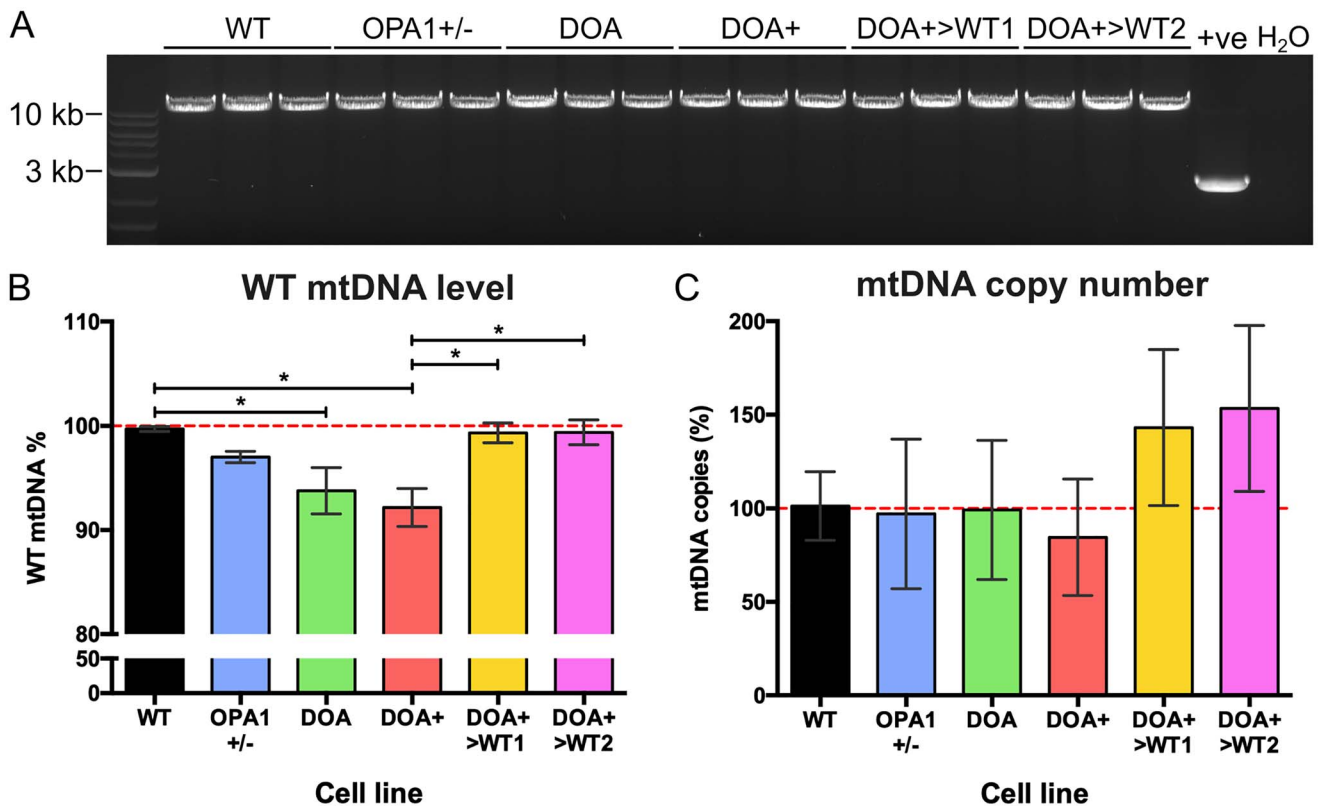 A
WT OPA1+/- DOA DOA+ DOA+>WT1 DOA+>WT2 +ve H₂O
10 kb
3 kb
B
WT mtDNA level
WT mtDNA %
110
100
90
80
50
0
*
*
*
*
WT OPA1 DOA DOA+ DOA+ DOA+
+/- >WT1 >WT2
Cell line
C
mtDNA copy number
mtDNA copies (%)
200
150
100
50
0
WT OPA1 DOA DOA+ DOA+ DOA+
+/- >WT1 >WT2
Cell line